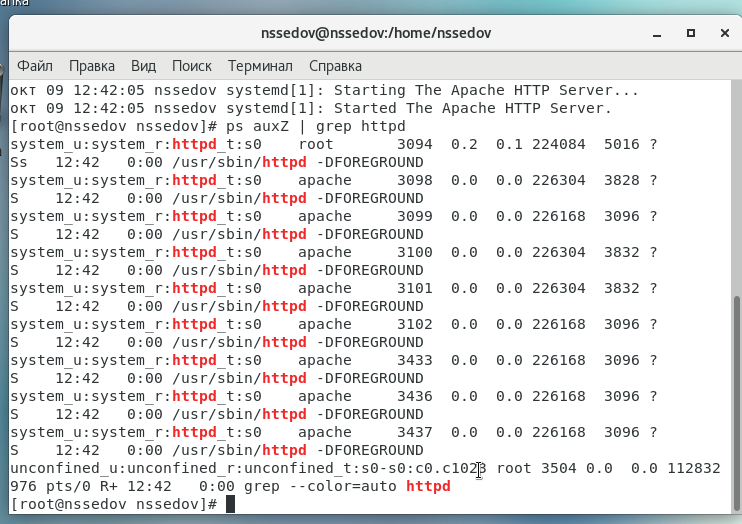 nssedov@nssedov:/home/nssedov
Файл Правка Вид Поиск Терминал Справка
окт 09 12:42:05 nssedov systemd[1]: Starting The Apache HTTP Server...
окт 09 12:42:05 nssedov systemd[1]: Started The Apache HTTP Server.
[root@nssedov nssedov]# ps auxZ | grep httpd
system_u:system_r:httpd_t:s0    root       3094  0.2  0.1 224084  5016 ?
Ss   12:42   0:00 /usr/sbin/httpd -DFOREGROUND
system_u:system_r:httpd_t:s0    apache     3098  0.0  0.0 226304  3828 ?
S    12:42   0:00 /usr/sbin/httpd -DFOREGROUND
system_u:system_r:httpd_t:s0    apache     3099  0.0  0.0 226168  3096 ?
S    12:42   0:00 /usr/sbin/httpd -DFOREGROUND
system_u:system_r:httpd_t:s0    apache     3100  0.0  0.0 226304  3832 ?
S    12:42   0:00 /usr/sbin/httpd -DFOREGROUND
system_u:system_r:httpd_t:s0    apache     3101  0.0  0.0 226304  3832 ?
S    12:42   0:00 /usr/sbin/httpd -DFOREGROUND
system_u:system_r:httpd_t:s0    apache     3102  0.0  0.0 226168  3096 ?
S    12:42   0:00 /usr/sbin/httpd -DFOREGROUND
system_u:system_r:httpd_t:s0    apache     3433  0.0  0.0 226168  3096 ?
S    12:42   0:00 /usr/sbin/httpd -DFOREGROUND
system_u:system_r:httpd_t:s0    apache     3436  0.0  0.0 226168  3096 ?
S    12:42   0:00 /usr/sbin/httpd -DFOREGROUND
system_u:system_r:httpd_t:s0    apache     3437  0.0  0.0 226168  3096 ?
S    12:42   0:00 /usr/sbin/httpd -DFOREGROUND
unconfined_u:unconfined_r:unconfined_t:s0-s0:c0.c1023 root 3504 0.0  0.0 112832
976 pts/0 R+ 12:42   0:00 grep --color=auto httpd
[root@nssedov nssedov]#